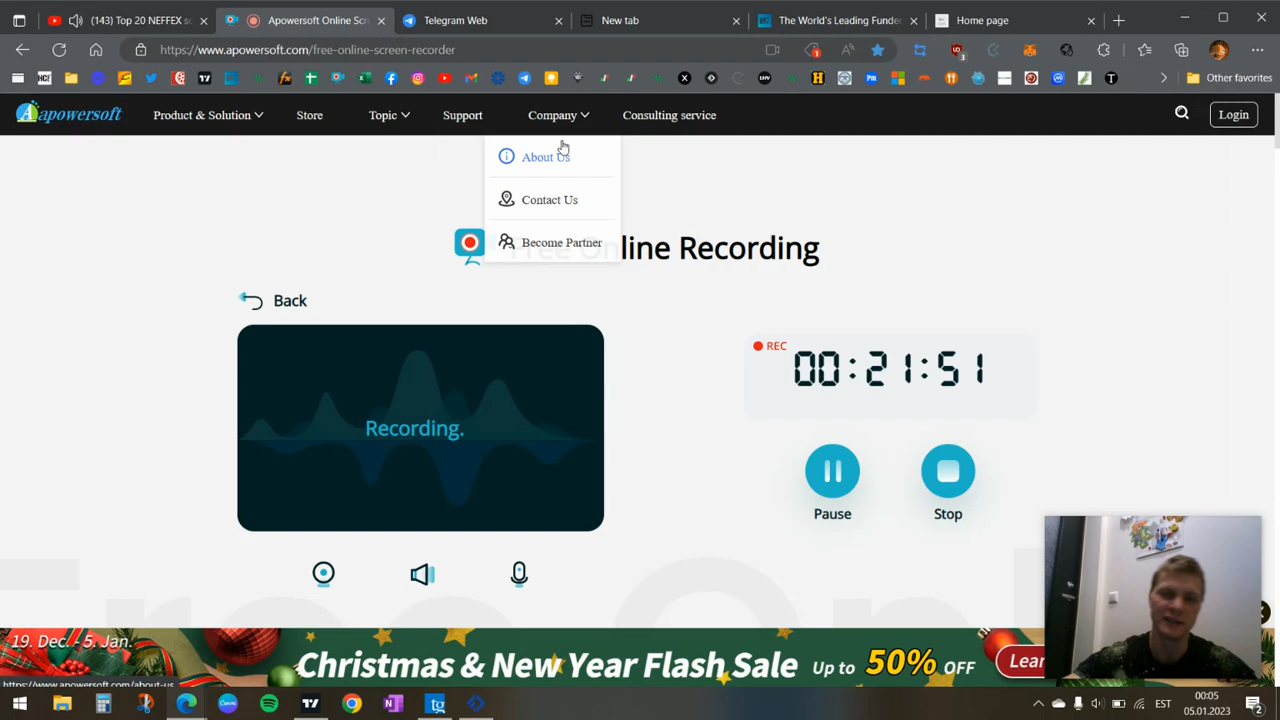 (143) Top 20 NEFFEX s
Apowersoft Online Scre
Telegram Web
New tab
The World's Leading Funded
Home page
https://www.apowersoft.com/free-online-screen-recorder
Other favorites
Apowersoft
Product & Solution
Store
Topic
Support
Company
Consulting service
Login
About Us
Contact Us
Become Partner
Free Online Recording
Back
REC
00:21:51
Recording.
Pause
Stop
19. Dec. - 5. Jan.
Christmas & New Year Flash Sale
Up to 50% OFF
Lear
https://www.apowersoft.com/about-us
EST
00:05
05.01.2023